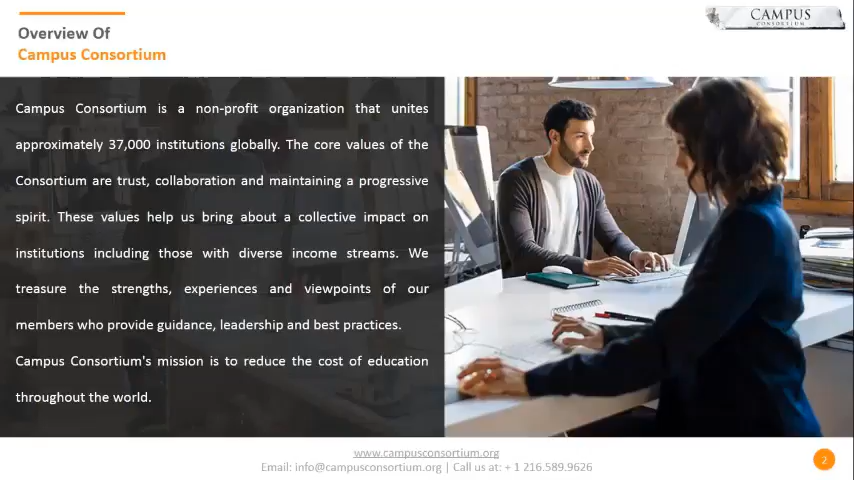 Overview Of
Campus Consortium
CAMPUS
CONSORTIUM
Campus Consortium is a non-profit organization that unites
approximately 37,000 institutions globally. The core values of the
Consortium are trust, collaboration and maintaining a progressive
spirit. These values help us bring about a collective impact on
institutions including those with diverse income streams. We
treasure the strengths, experiences and viewpoints of our
members who provide guidance, leadership and best practices.
Campus Consortium's mission is to reduce the cost of education
throughout the world.
www.campusconsortium.org
Email: info@campusconsortium.org | Call us at: + 1 216.589.9626
2